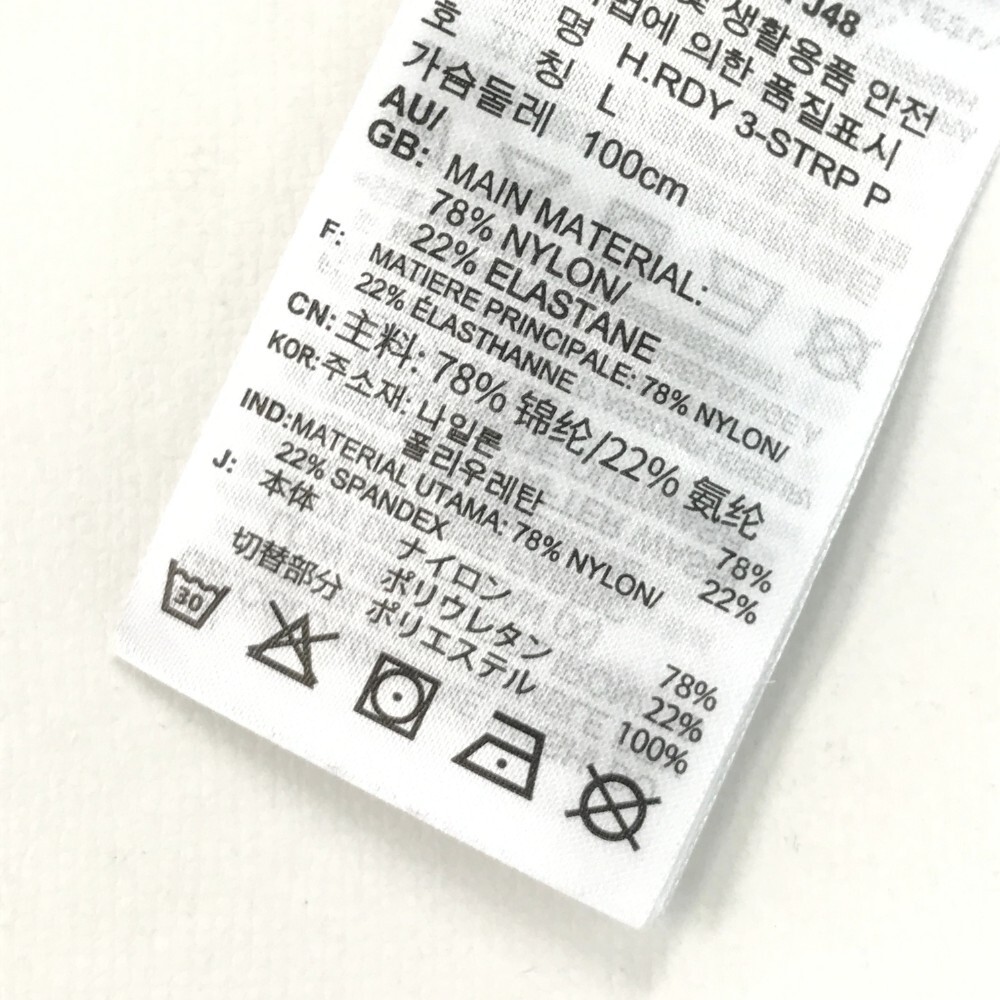 J48
생활용품 안전
법에 의한 품질표시
명 H.RDY 3-STRP P
호 칭 L
가슴둘레 100cm
AU/
GB: MAIN MATERIAL:
78% NYLON/
22% ELASTANE
F: MATIERE PRINCIPALE: 78% NYLON/
22% ÉLASTHANNE
CN: 主料: 78% 锦纶/22% 氨纶
KOR: 주소재: 나일론 78%
폴리우레탄 22%
IND: MATERIAL UTAMA: 78% NYLON/
22% SPANDEX
J: 本体 ナイロン 78%
ポリウレタン 22%
切替部分 ポリエステル 100%
30